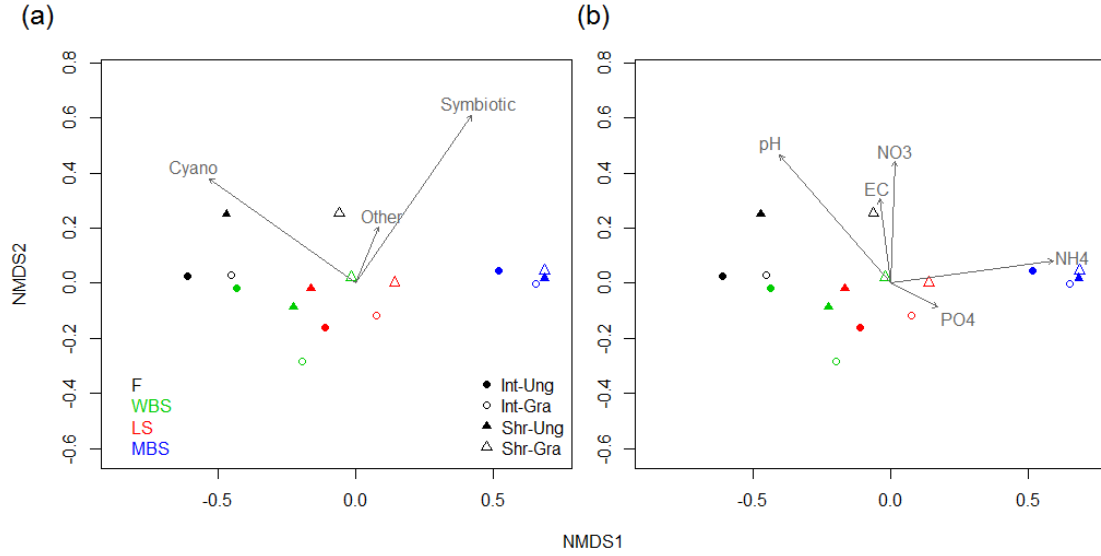 (a)
(b)
0.8
0.6
0.4
0.2
0.0
-0.2
-0.4
-0.6
NMDS2
Symbiotic
Cyano
Other
F
WBS
LS
MBS
Int-Ung
Int-Gra
Shr-Ung
Shr-Gra
-0.5
0.0
0.5
0.8
0.6
0.4
0.2
0.0
-0.2
-0.4
-0.6
pH
NO3
EC
NH4
PO4
-0.5
0.0
0.5
NMDS1